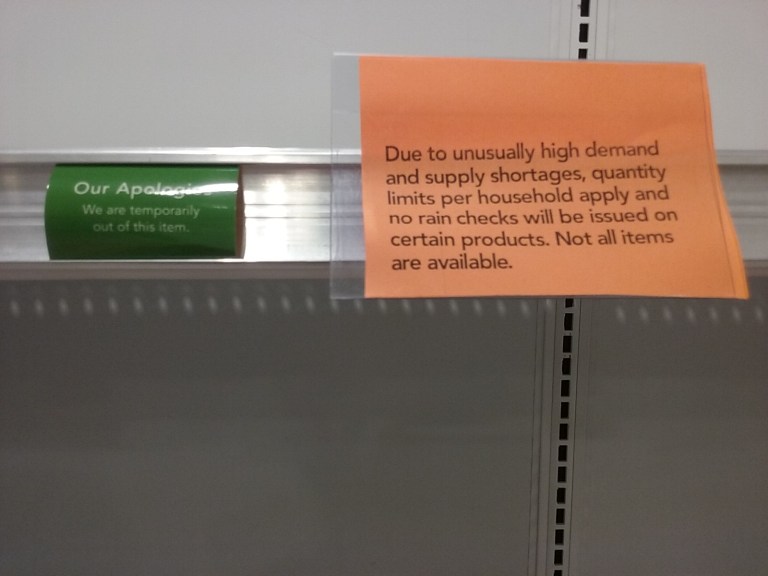 Our Apologies
We are temporarily
out of this item.
Due to unusually high demand
and supply shortages, quantity
limits per household apply and
no rain checks will be issued on
certain products. Not all items
are available.